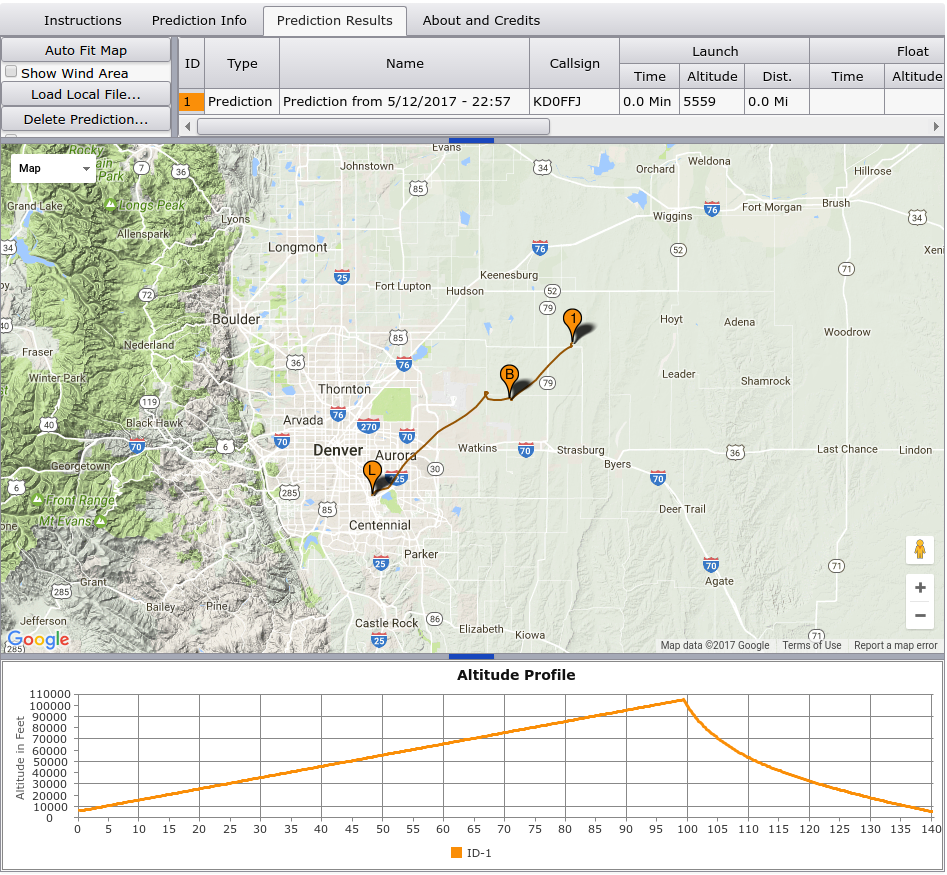 Instructions Prediction Info Prediction Results About and Credits
Auto Fit Map
Show Wind Area
Load Local File...
Delete Prediction...
ID Type Name Callsign Launch Float
Time Altitude Dist. Time Altitude
1 Prediction Prediction from 5/12/2017 - 22:57 KD0FFJ 0.0 Min 5559 0.0 Mi
Map
Rocky
Park
Evans
Johnstown
34
Orchard
Weldona
Hillrose
7
36
85
Grand Lake
Longs Peak
Lyons
Wiggins
76
Fort Morgan
Brush
34
Allenspark
34
Longmont
76
52
25
Keenesburg
71
72
Fort Lupton
Hudson
52
79
Boulder
1
Hoyt
Adena
40
Nederland
85
Woodrow
Fraser
36
76
Leader
Shamrock
Winter Park
Thornton
B
79
119
76
Arvada
270
40
Black Hawk
70
70
70
6
Denver
Aurora
Watkins
70
Strasburg
36
Last Chance
Lindon
Georgetown
L
30
Byers
6
25
70
Front Range
285
85
Deer Trail
Mt Evans
Centennial
Parker
25
70
71
Grant
Agate
285
Bailey
Pine
Jefferson
Castle Rock
86
Elizabeth
Kiowa
71
285
25
+
−
Google
Map data ©2017 Google Terms of Use Report a map error
Altitude Profile
Altitude in Feet
110000
100000
90000
80000
70000
60000
50000
40000
30000
20000
10000
0
0 5 10 15 20 25 30 35 40 45 50 55 60 65 70 75 80 85 90 95 100 105 110 115 120 125 130 135 140
ID-1